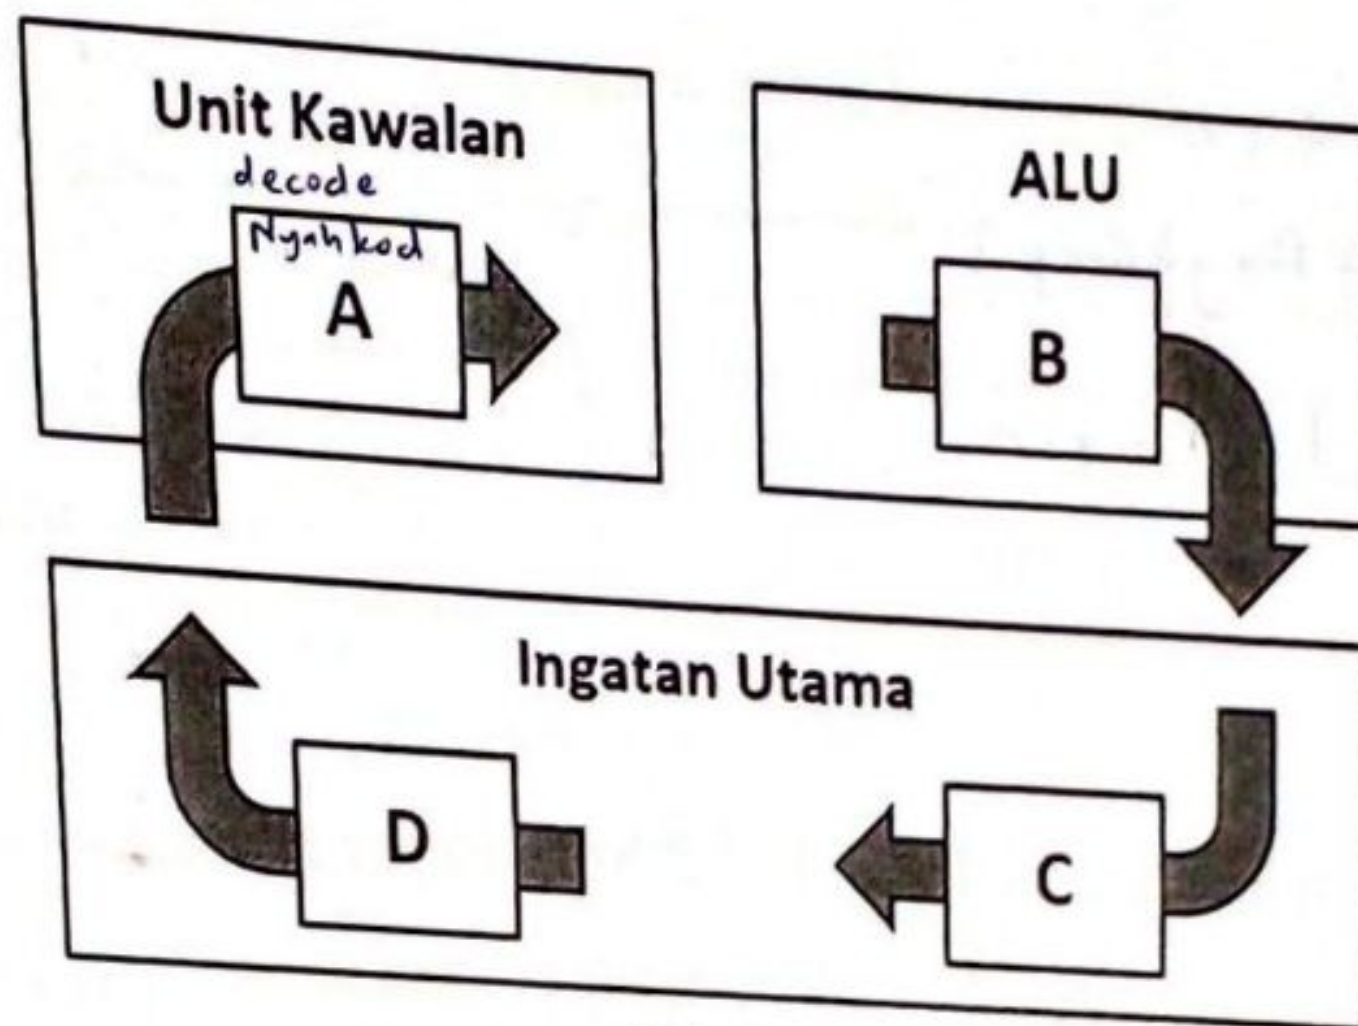 Unit Kawalan
decode
Nyahkod
A
ALU
B
Ingatan Utama
D
C